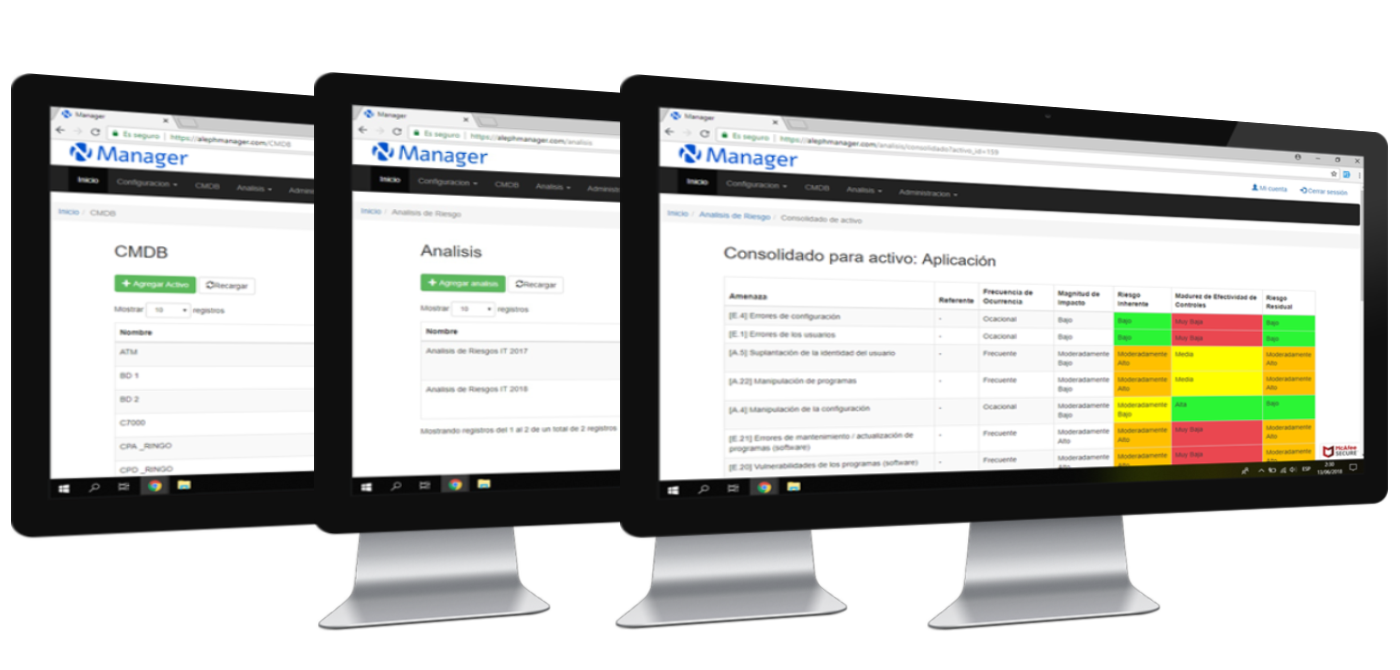 Manager
Es seguro | https://alephmanager.com/CMDB
Manager
Inicio Configuracion CMDB Analisis Admin
Inicio / CMDB
CMDB
+ Agregar Activo Recargar
Mostrar 10 registros
Nombre
ATM
BD 1
BD 2
C7000
CPA _RINGO
CPD _RINGO
Manager
Es seguro | https://alephmanager.com/analisis
Manager
Inicio Configuracion CMDB Analisis Administr
Inicio / Analisis de Riesgo
Analisis
+ Agregar analisis Recargar
Mostrar 10 registros
Nombre
Analisis de Riesgos IT 2017
Analisis de Riesgos IT 2018
Mostrando registros del 1 al 2 de un total de 2 registros
Manager
Es seguro | https://alephmanager.com/analisis/consolidado?activo_id=159
Manager
Mi cuenta Cerrar sesión
Inicio Configuracion CMDB Analisis Administracion
Inicio / Analisis de Riesgo / Consolidado de activo
Consolidado para activo: Aplicación
Amenaza Referente Frecuencia de Ocurrencia Magnitud de Impacto Riesgo Inherente Madurez de Efectividad de Controles Riesgo Residual
[E.4] Errores de configuración - Ocacional Bajo Bajo Muy Baja Bajo
[E.1] Errores de los usuarios - Ocacional Bajo Bajo Muy Baja Bajo
[A.5] Suplantación de la identidad del usuario - Frecuente Moderadamente Bajo Moderadamente Alto Media Moderadamente Alto
[A.22] Manipulación de programas - Frecuente Moderadamente Bajo Moderadamente Alto Media Moderadamente Alto
[A.4] Manipulación de la configuración - Ocacional Moderadamente Bajo Moderadamente Bajo Alta Bajo
[E.21] Errores de mantenimiento / actualización de programas (software) - Frecuente Moderadamente Alto Moderadamente Alto Muy Baja Moderadamente Alto
[E.20] Vulnerabilidades de los programas (software) - Frecuente Moderadamente Alto Moderadamente Alto Muy Baja Moderadamente Alto
McAfee
SECURE
ESP
2:33
13/06/2018